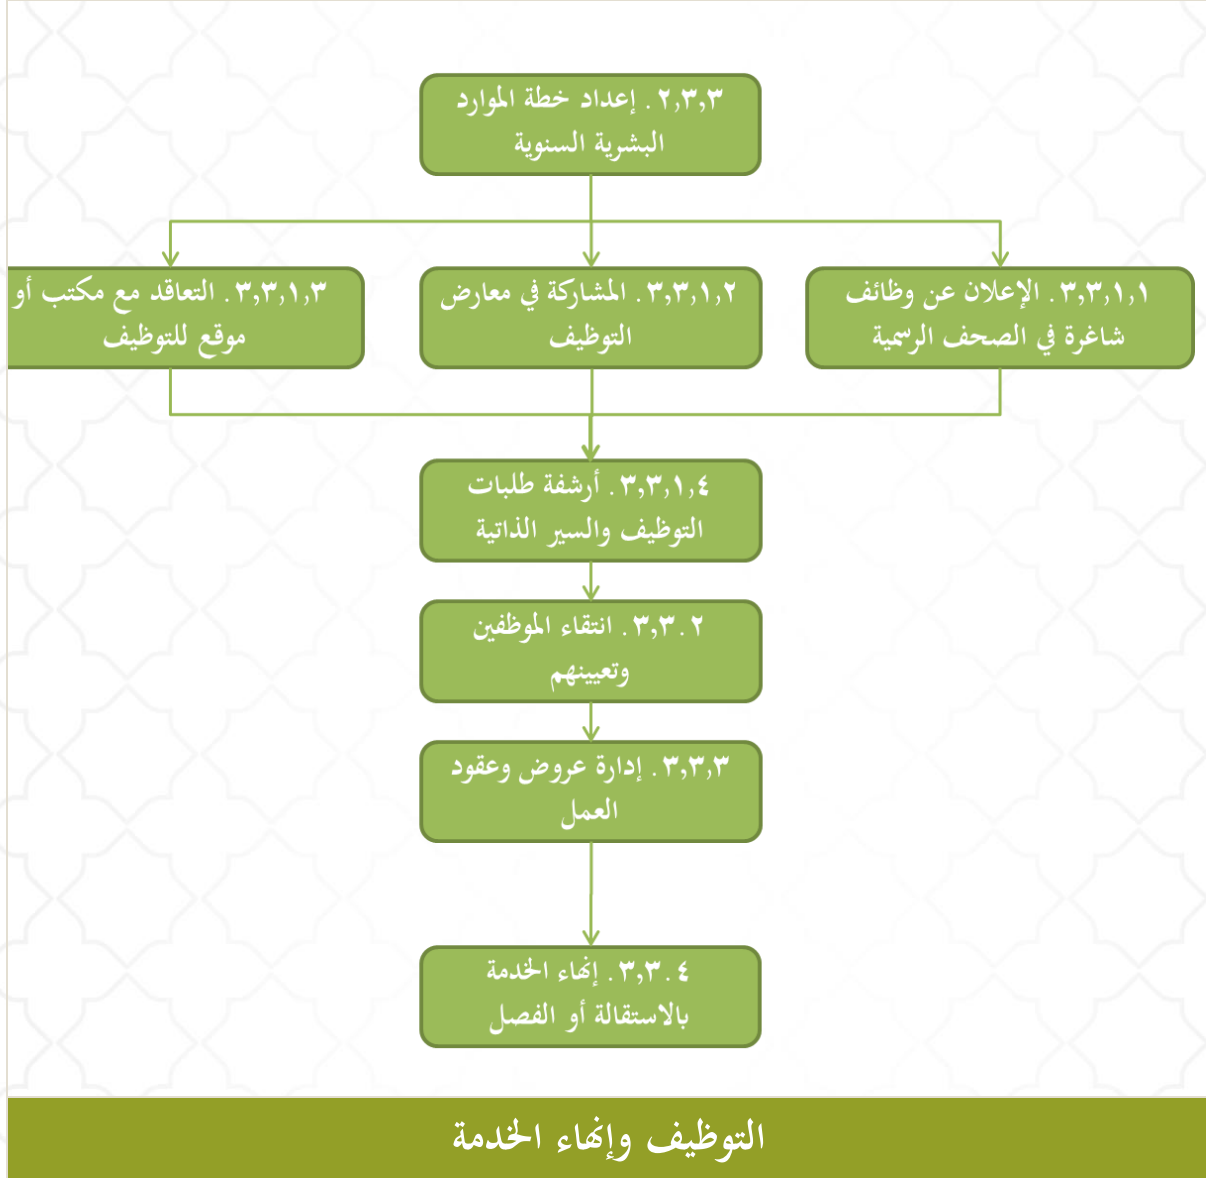 ٢,٣,٣. إعداد خطة الموارد
البشرية السنوية
٣,٣,١,١. الإعلان عن وظائف
شاغرة في الصحف الرسمية
٣,٣,١,٢. المشاركة في معارض
التوظيف
٣,٣,١,٣. التعاقد مع مكتب أو
موقع للتوظيف
٣,٣,١,٤. أرشفة طلبات
التوظيف والسير الذاتية
٣,٣.٢. انتقاء الموظفين
وتعيينهم
٣,٣,٣. إدارة عروض وعقود
العمل
٣,٣.٤. إنهاء الخدمة
بالاستقالة أو الفصل
التوظيف وإنهاء الخدمة